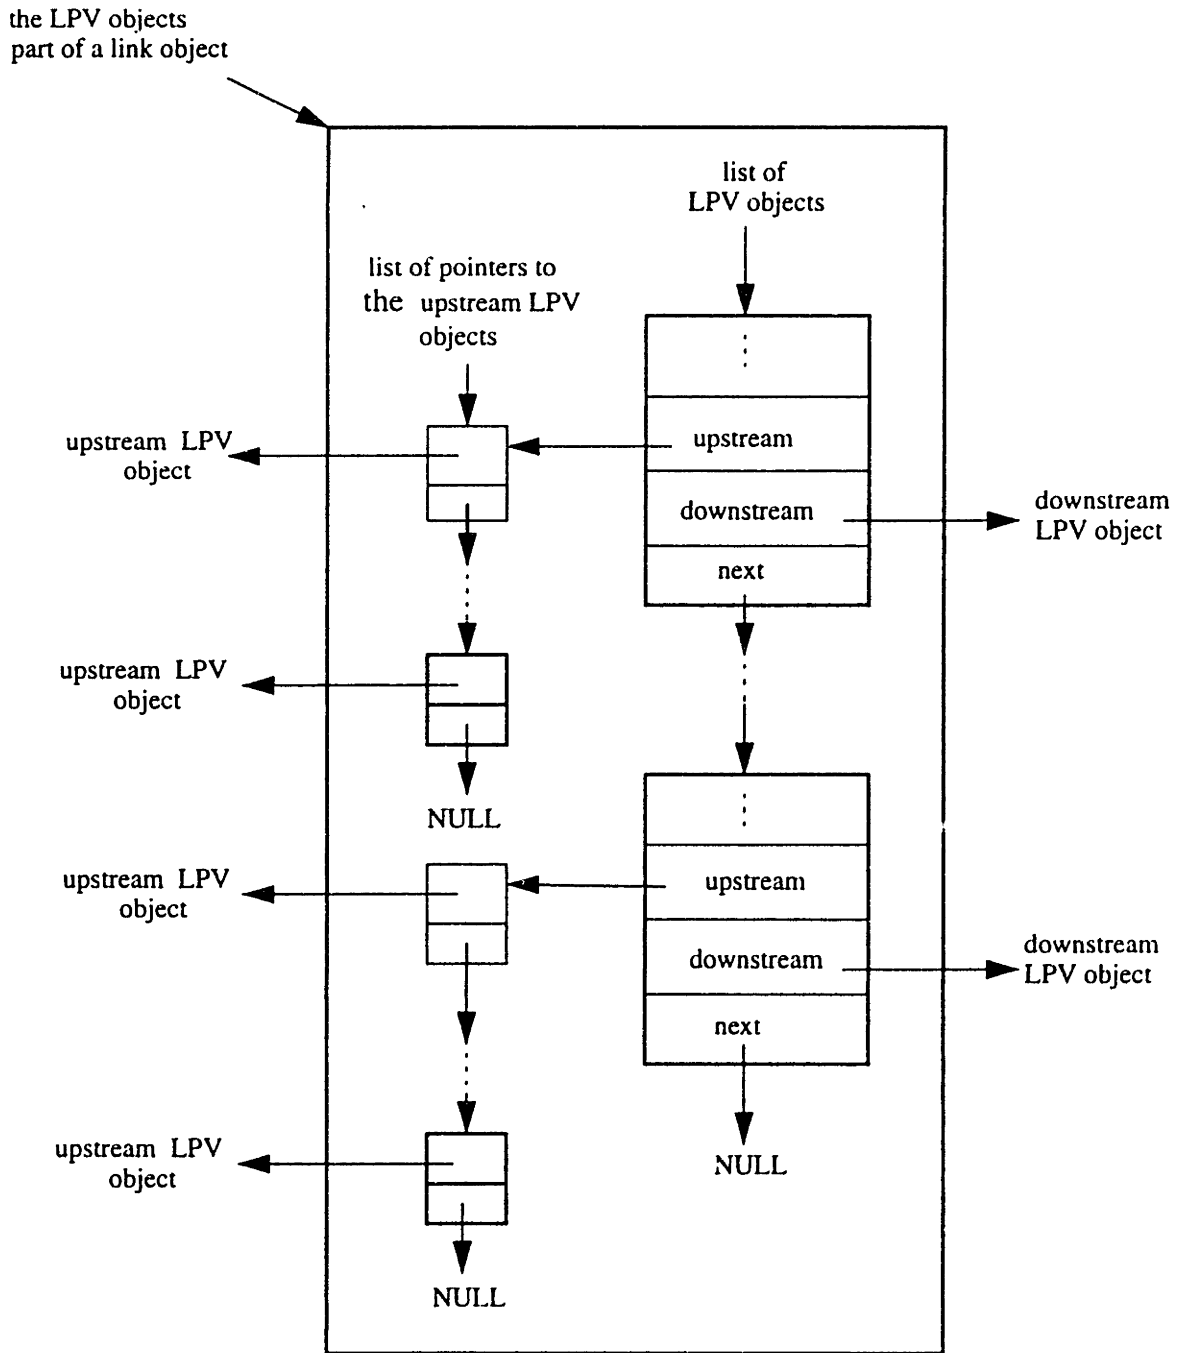 the LPV objects
part of a link object
list of
LPV objects
list of pointers to
the upstream LPV
objects
upstream LPV
object
upstream
downstream
downstream
LPV object
next
upstream LPV
object
NULL
upstream LPV
object
upstream
downstream
downstream
LPV object
next
upstream LPV
object
NULL
NULL